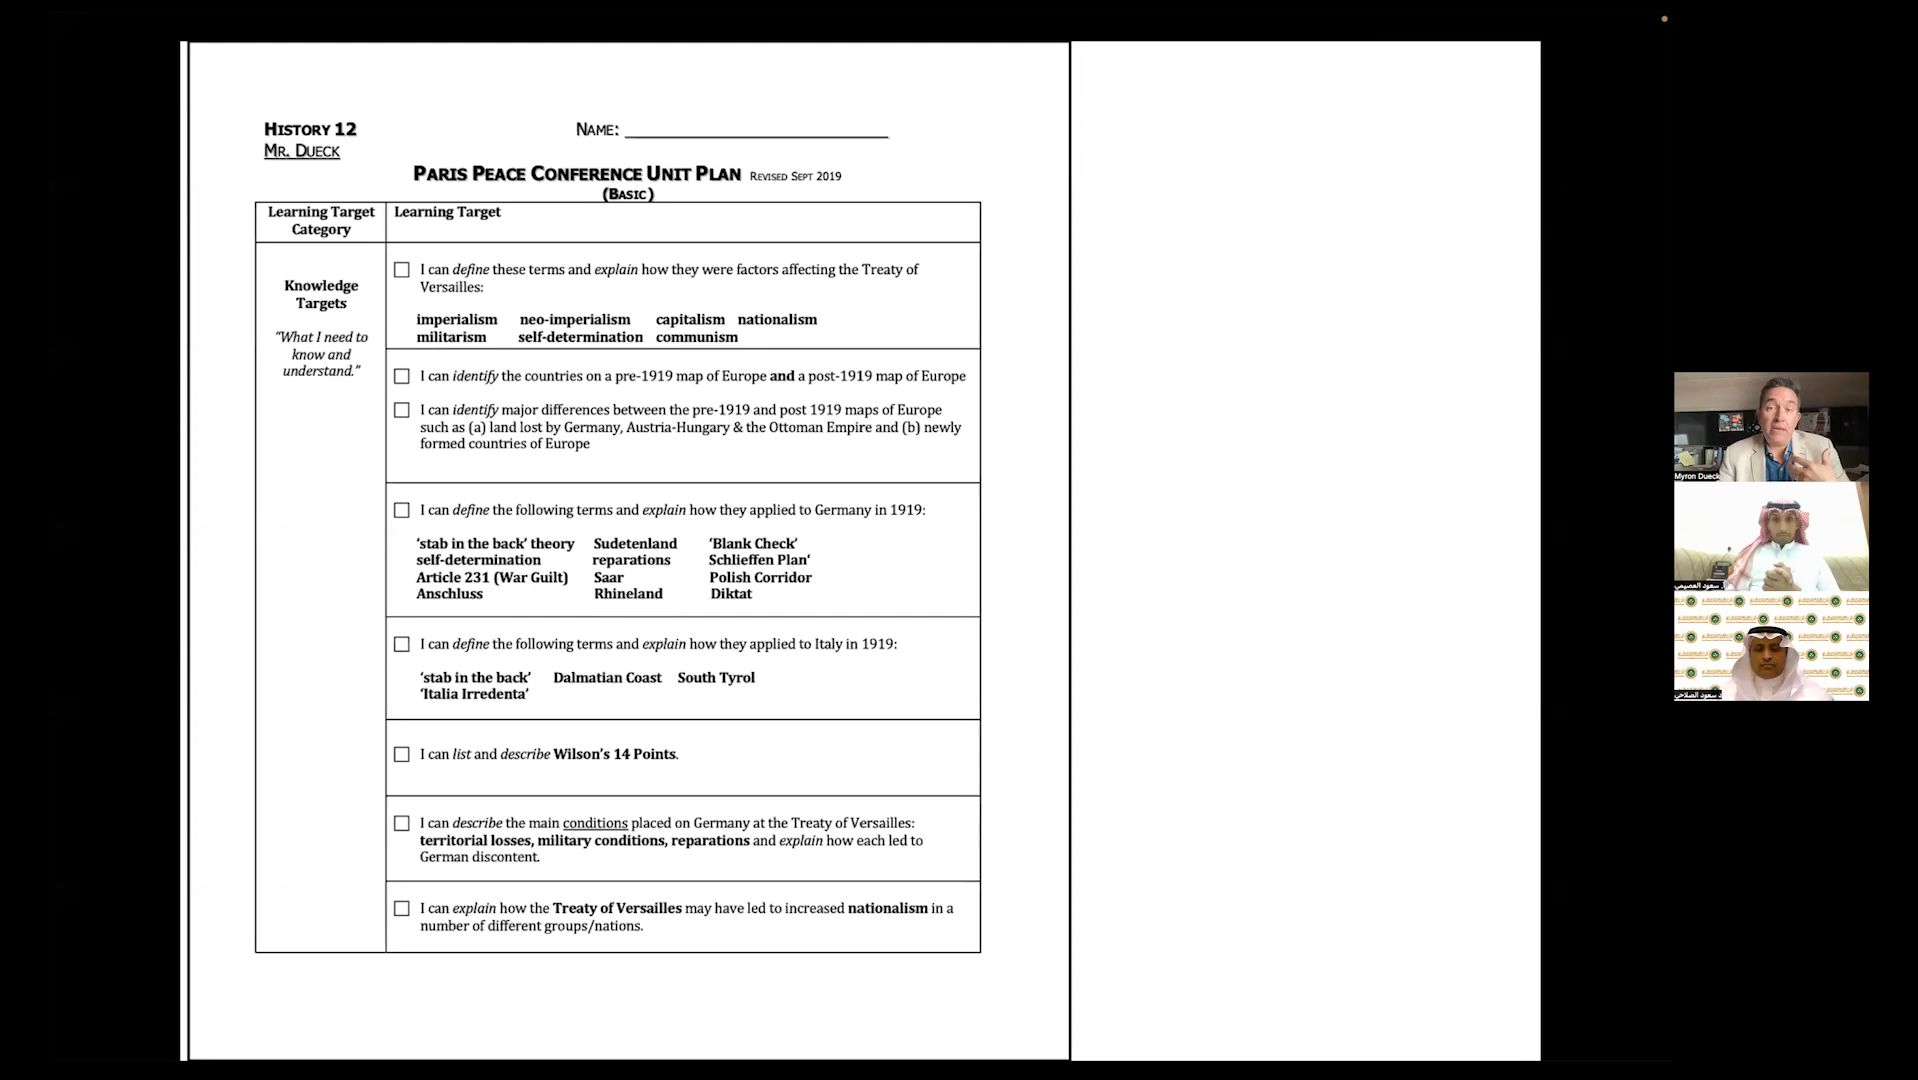 HISTORY 12
NAME: ______________________________
MR. DUECK
PARIS PEACE CONFERENCE UNIT PLAN REVISED SEPT 2019
(BASIC)
Learning Target Category
Learning Target
Knowledge
Targets
“What I need to
know and
understand.”
I can define these terms and explain how they were factors affecting the Treaty of
Versailles:
imperialism neo-imperialism capitalism nationalism
militarism self-determination communism
I can identify the countries on a pre-1919 map of Europe and a post-1919 map of Europe
I can identify major differences between the pre-1919 and post 1919 maps of Europe
such as (a) land lost by Germany, Austria-Hungary & the Ottoman Empire and (b) newly
formed countries of Europe
I can define the following terms and explain how they applied to Germany in 1919:
‘stab in the back’ theory Sudetenland ‘Blank Check’
self-determination reparations Schlieffen Plan‘
Article 231 (War Guilt) Saar Polish Corridor
Anschluss Rhineland Diktat
I can define the following terms and explain how they applied to Italy in 1919:
‘stab in the back’ Dalmatian Coast South Tyrol
‘Italia Irredenta’
I can list and describe Wilson’s 14 Points.
I can describe the main conditions placed on Germany at the Treaty of Versailles:
territorial losses, military conditions, reparations and explain how each led to
German discontent.
I can explain how the Treaty of Versailles may have led to increased nationalism in a
number of different groups/nations.
Myron Dueck
سعود العصيمي
د سعود الصلاحي